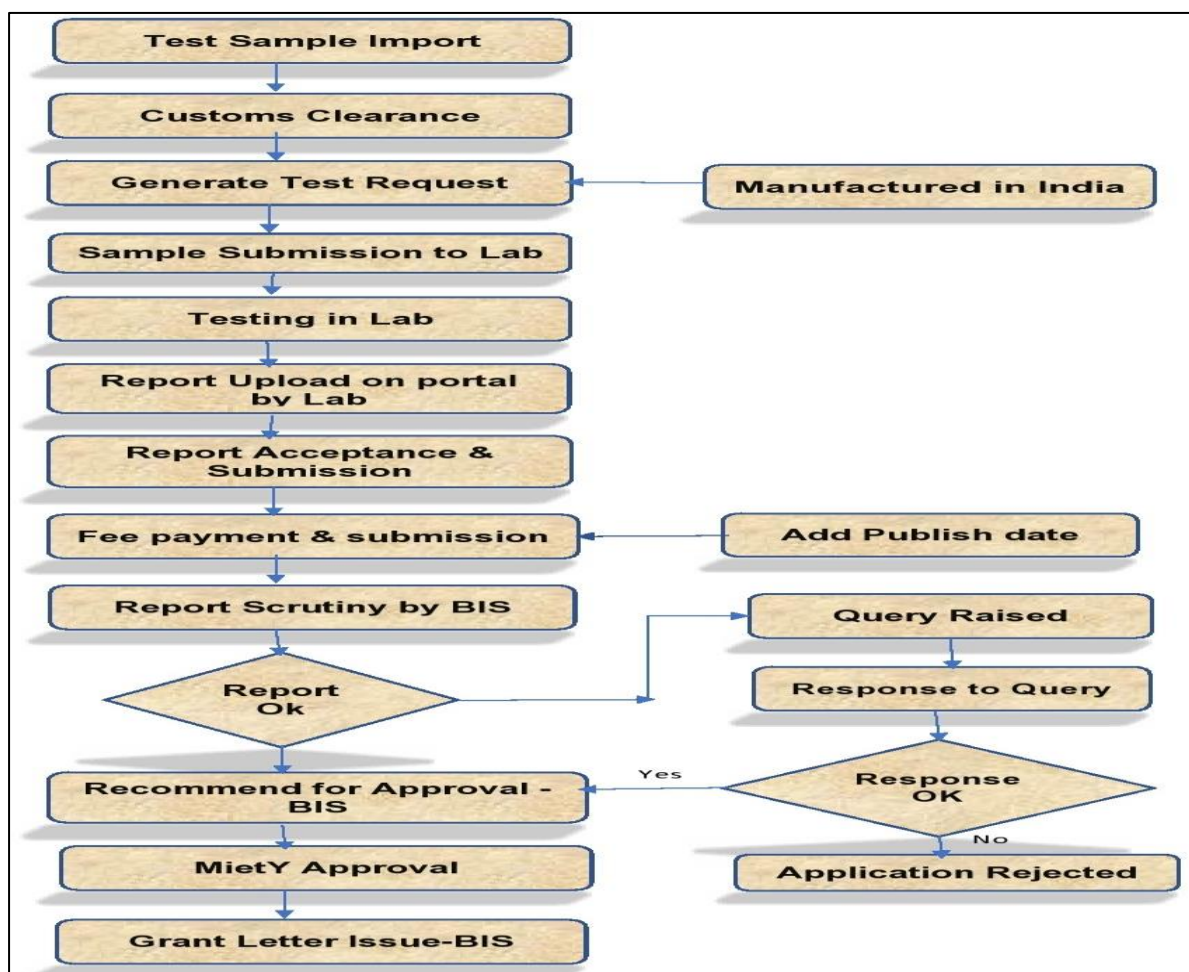 Test Sample Import
Customs Clearance
Generate Test Request
Manufactured in India
Sample Submission to Lab
Testing in Lab
Report Upload on portal
by Lab
Report Acceptance &
Submission
Fee payment & submission
Add Publish date
Report Scrutiny by BIS
Query Raised
Report
Ok
Response to Query
Response
OK
Yes
No
Recommend for Approval -
BIS
MietY Approval
Application Rejected
Grant Letter Issue-BIS